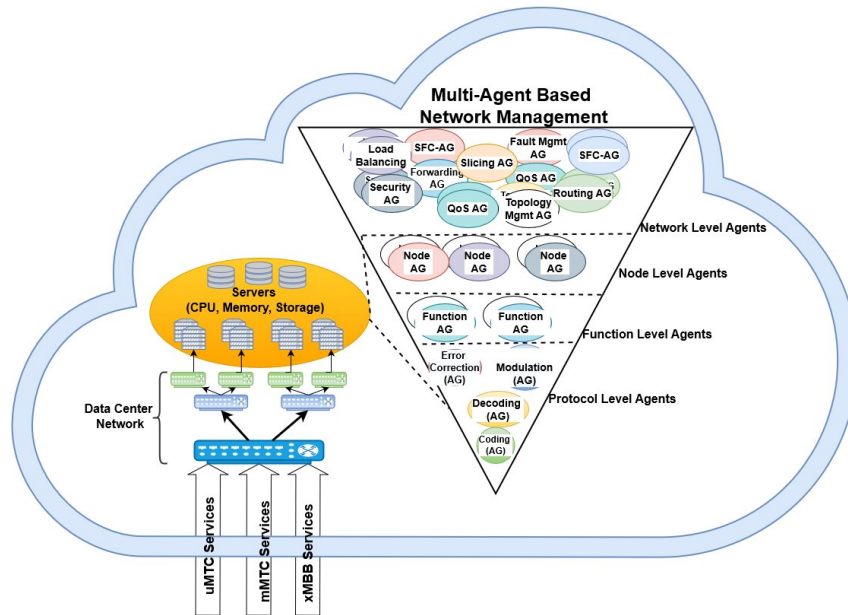 Multi-Agent Based
Network Management
Load
Balancing
SFC-AG
Slicing AG
Fault Mgmt
AG
SFC-AG
Security
AG
Forwarding
AG
QoS AG
QoS AG
Topology
Mgmt AG
Routing AG
Network Level Agents
Node
AG
Node
AG
Node
AG
Node Level Agents
Function
AG
Function
AG
Function Level Agents
Error
Correction
(AG)
Modulation
(AG)
Protocol Level Agents
Decoding
(AG)
Coding
(AG)
Servers
(CPU, Memory, Storage)
Data Center
Network
uMTC Services
mMTC Services
xMBB Services